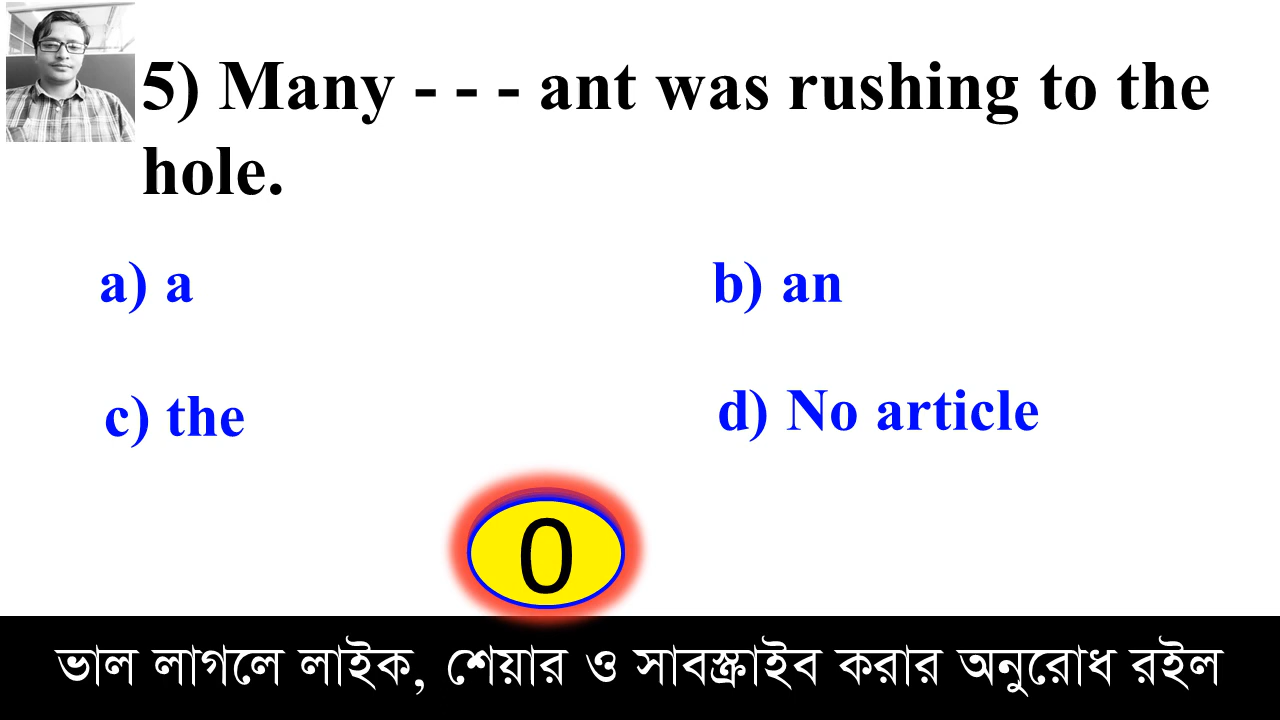 5) Many - - - ant was rushing to the
hole.
a) a
b) an
c) the
d) No article
0
ভাল লাগলে লাইক, শেয়ার ও সাবস্ক্রাইব করার অনুরোধ রইল